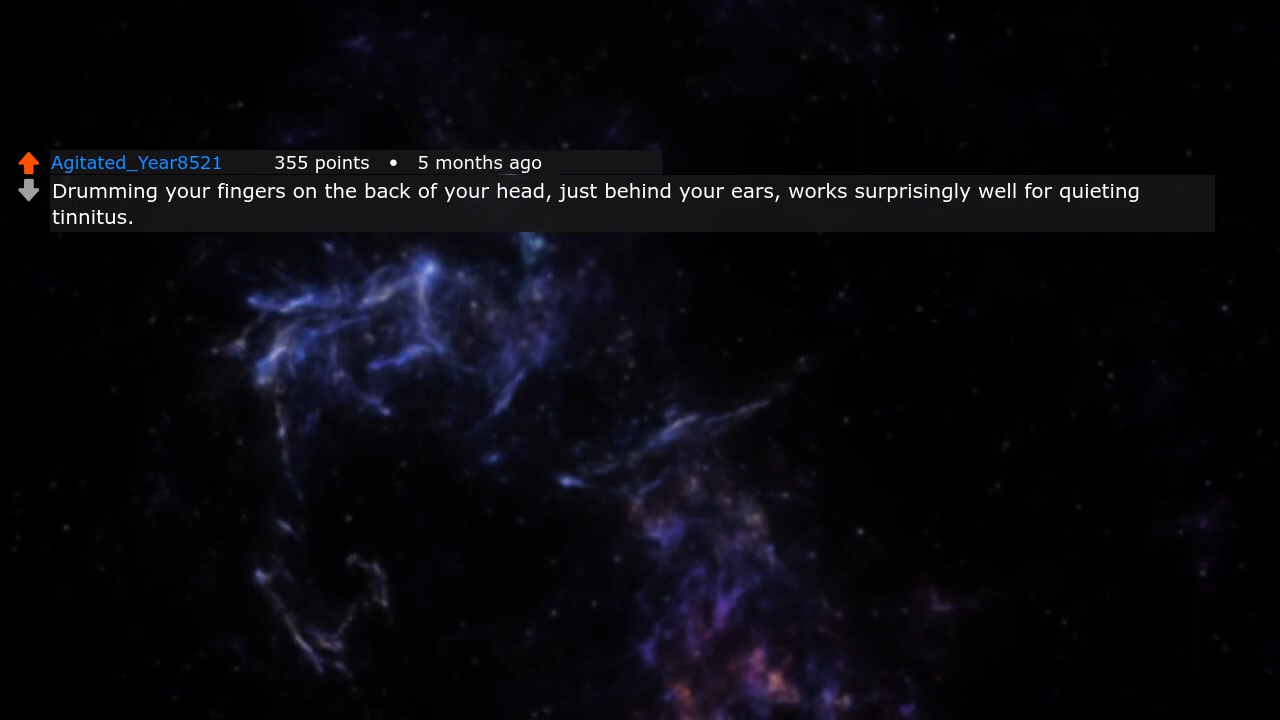 Agitated_Year8521 355 points • 5 months ago
Drumming your fingers on the back of your head, just behind your ears, works surprisingly well for quieting
tinnitus.